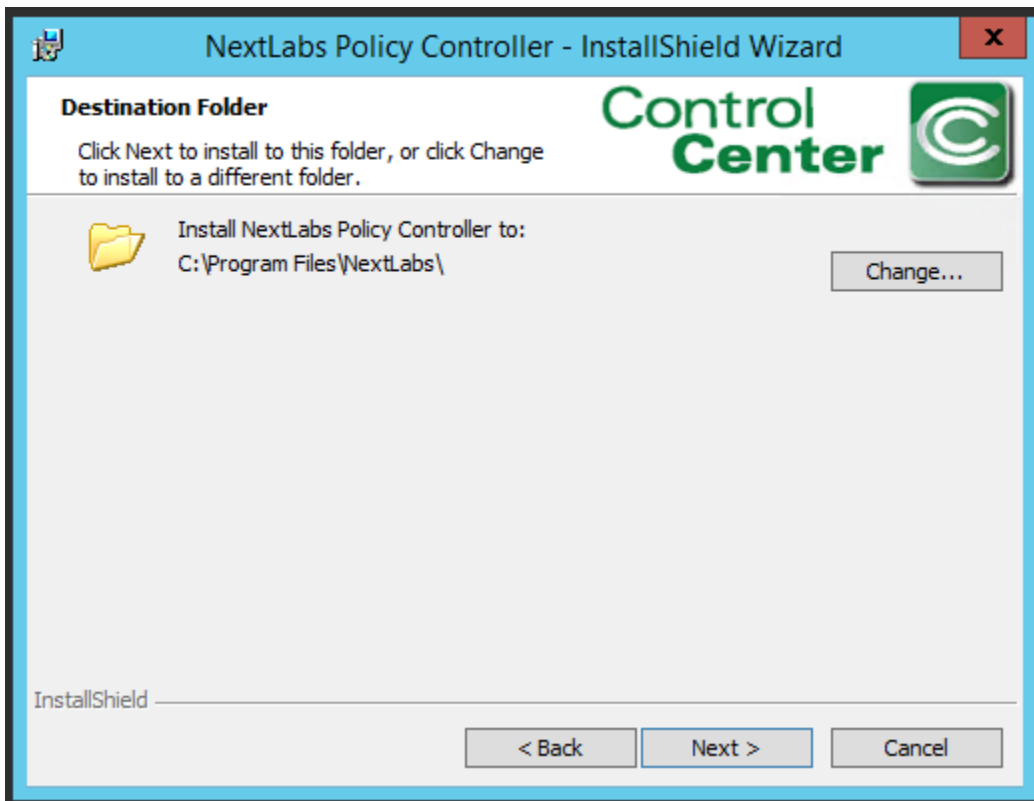 NextLabs Policy Controller - InstallShield Wizard
x
Destination Folder
Click Next to install to this folder, or click Change
to install to a different folder.
Control
Center
Install NextLabs Policy Controller to:
C:\Program Files\NextLabs\
Change...
InstallShield
< Back
Next >
Cancel